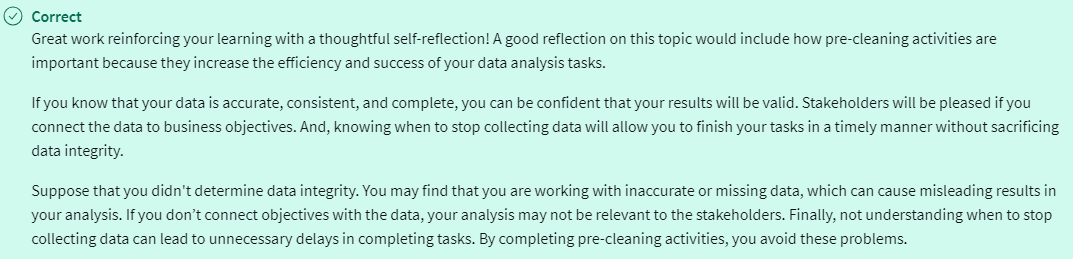 Correct
Great work reinforcing your learning with a thoughtful self-reflection! A good reflection on this topic would include how pre-cleaning activities are
important because they increase the efficiency and success of your data analysis tasks.
If you know that your data is accurate, consistent, and complete, you can be confident that your results will be valid. Stakeholders will be pleased if you
connect the data to business objectives. And, knowing when to stop collecting data will allow you to finish your tasks in a timely manner without sacrificing
data integrity.
Suppose that you didn't determine data integrity. You may find that you are working with inaccurate or missing data, which can cause misleading results in
your analysis. If you don’t connect objectives with the data, your analysis may not be relevant to the stakeholders. Finally, not understanding when to stop
collecting data can lead to unnecessary delays in completing tasks. By completing pre-cleaning activities, you avoid these problems.